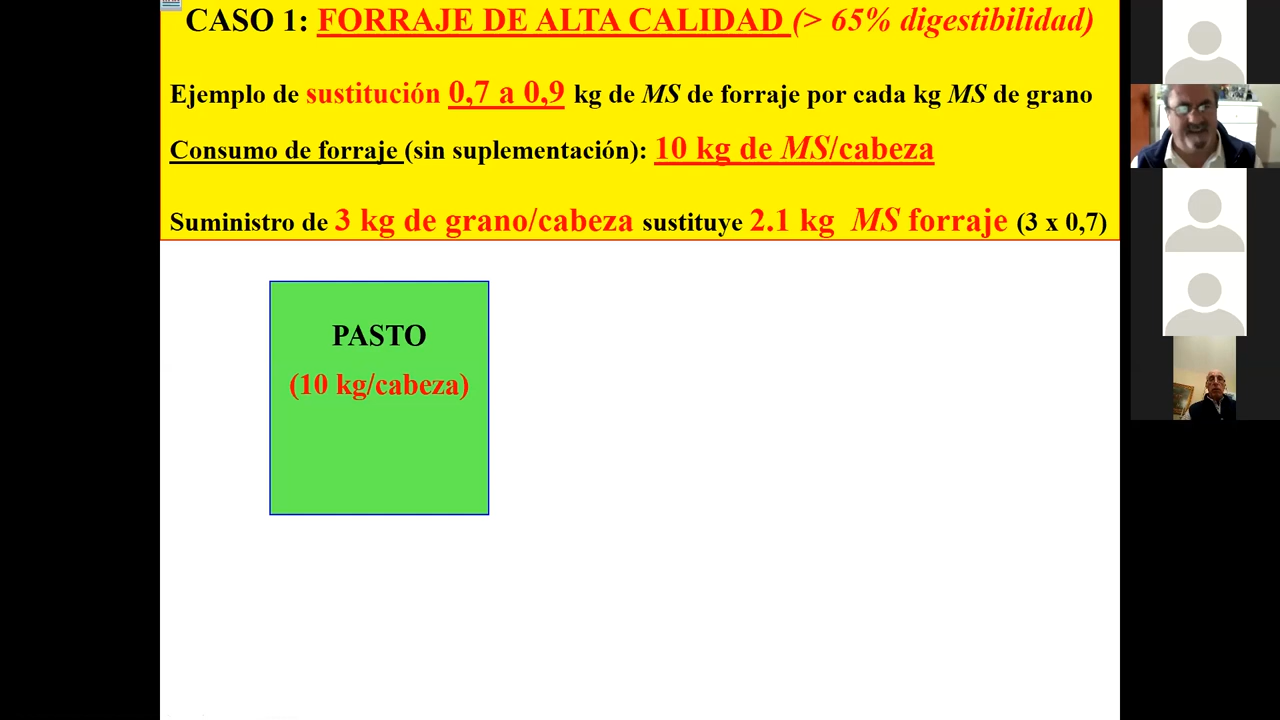 CASO 1: FORRAJE DE ALTA CALIDAD (> 65% digestibilidad)
Ejemplo de sustitución 0,7 a 0,9 kg de MS de forraje por cada kg MS de grano
Consumo de forraje (sin suplementación): 10 kg de MS/cabeza
Suministro de 3 kg de grano/cabeza sustituye 2.1 kg MS forraje (3 x 0,7)
PASTO
(10 kg/cabeza)